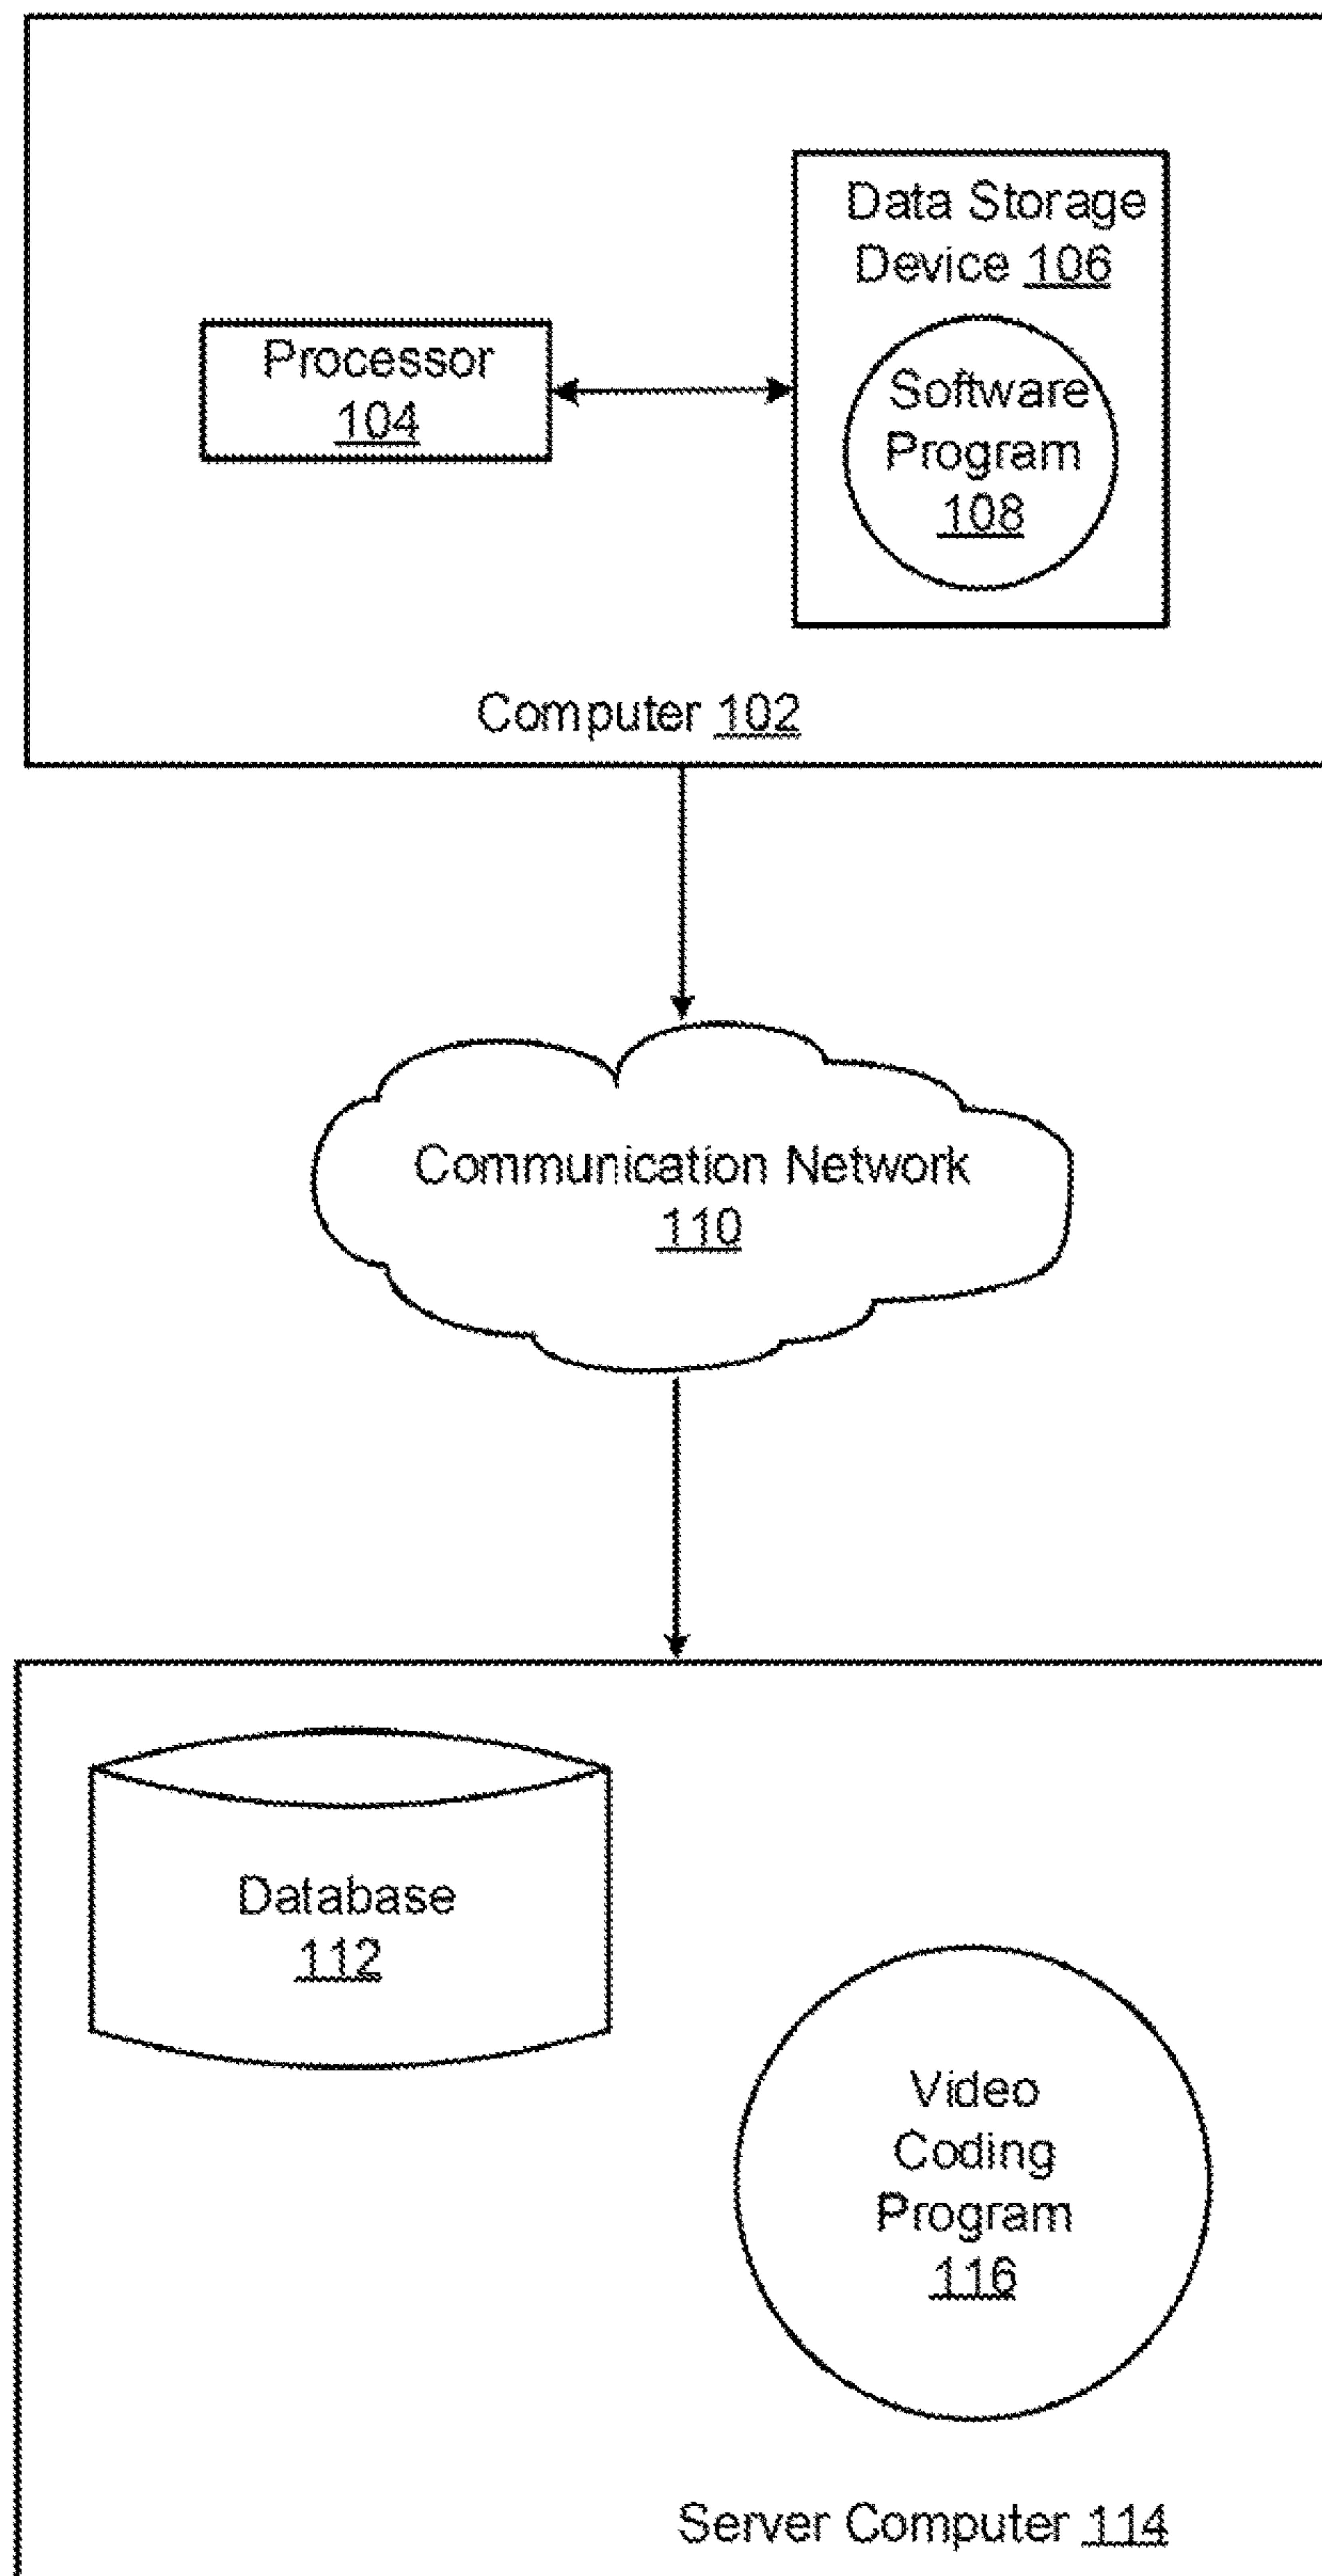 Data Storage
Device 106
Processor
104
Software
Program
108
Computer 102
Communication Network
110
Database
112
Video
Coding
Program
116
Server Computer 114